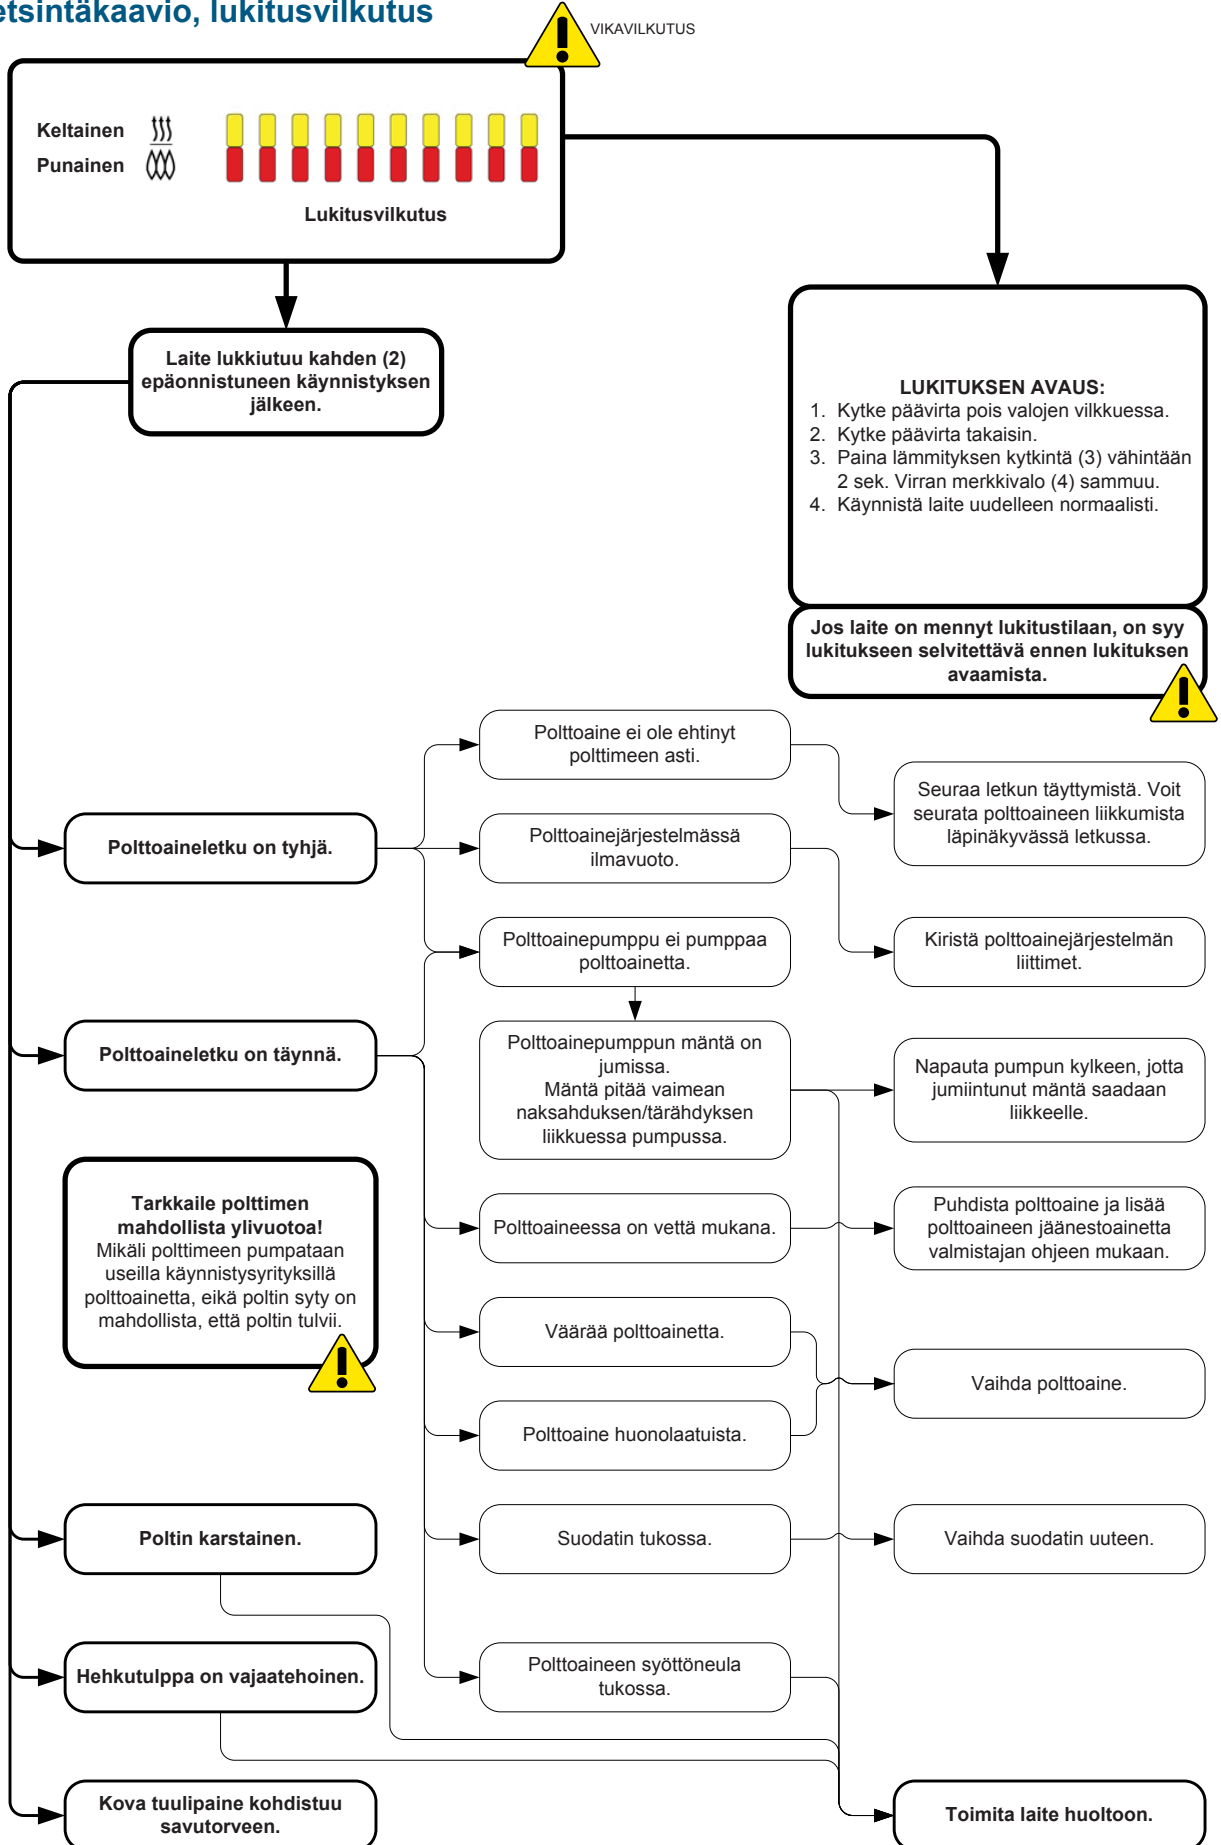 etsintäkaavio, lukitusvilkutus
VIKAVILKUTUS
Keltainen
Punainen
Lukitusvilkutus
Laite lukkiutuu kahden (2)
epäonnistuneen käynnistyksen
jälkeen.
LUKITUKSEN AVAUS:
1. Kytke päävirta pois valojen vilkkuessa.
2. Kytke päävirta takaisin.
3. Paina lämmityksen kytkintä (3) vähintään
2 sek. Virran merkkivalo (4) sammuu.
4. Käynnistä laite uudelleen normaalisti.
Jos laite on mennyt lukitustilaan, on syy
lukitukseen selvitettävä ennen lukituksen
avaamista.
Polttoaine ei ole ehtinyt
polttimeen asti.
Seuraa letkun täyttymistä. Voit
seurata polttoaineen liikkumista
läpinäkyvässä letkussa.
Polttoaineletku on tyhjä.
Polttoainejärjestelmässä
ilmavuoto.
Polttoainepumppu ei pumppaa
polttoainetta.
Kiristä polttoainejärjestelmän
liittimet.
Polttoaineletku on täynnä.
Polttoainepumppun mäntä on
jumissa.
Mäntä pitää vaimean
naksahduksen/tärähdyksen
liikkuessa pumpussa.
Napauta pumpun kylkeen, jotta
jumiintunut mäntä saadaan
liikkeelle.
Tarkkaile polttimen
mahdollista ylivuotoa!
Mikäli polttimeen pumpataan
useilla käynnistysyrityksillä
polttoainetta, eikä poltin syty on
mahdollista, että poltin tulvii.
Polttoaineessa on vettä mukana.
Puhdista polttoaine ja lisää
polttoaineen jäänestoainetta
valmistajan ohjeen mukaan.
Väärää polttoainetta.
Vaihda polttoaine.
Polttoaine huonolaatuista.
Poltin karstainen.
Suodatin tukossa.
Vaihda suodatin uuteen.
Hehkutulppa on vajaatehoinen.
Polttoaineen syöttöneula
tukossa.
Kova tuulipaine kohdistuu
savutorveen.
Toimita laite huoltoon.